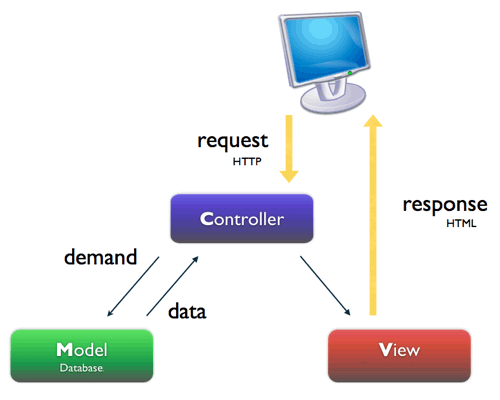 request
HTTP
Controller
response
HTML
demand
data
Model
Database
View